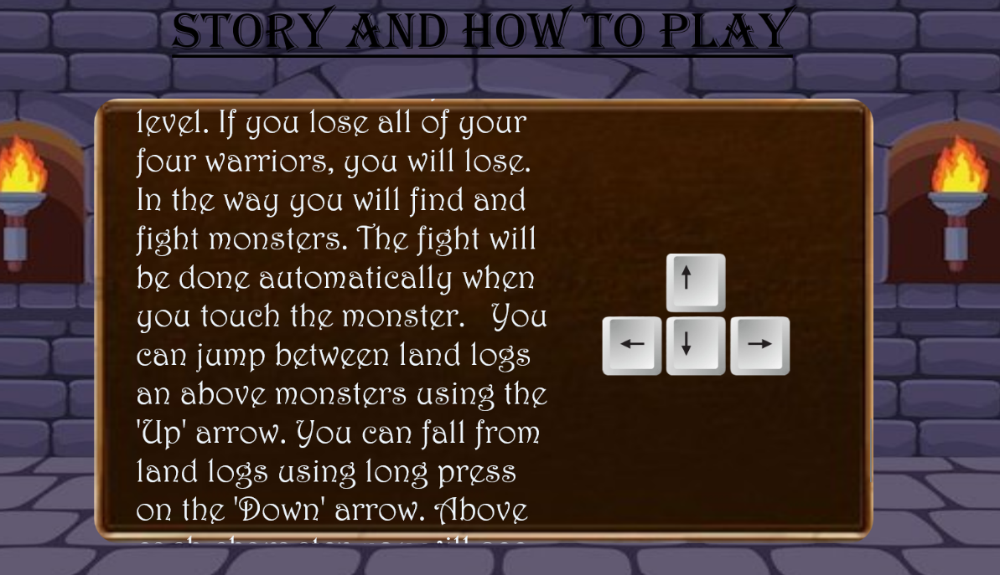 STORY AND HOW TO PLAY
level. If you lose all of your
four warriors, you will lose.
In the way you will find and
fight monsters. The fight will
be done automatically when
you touch the monster. You
can jump between land logs
an above monsters using the
'Up' arrow. You can fall from
land logs using long press
on the 'Down' arrow. Above